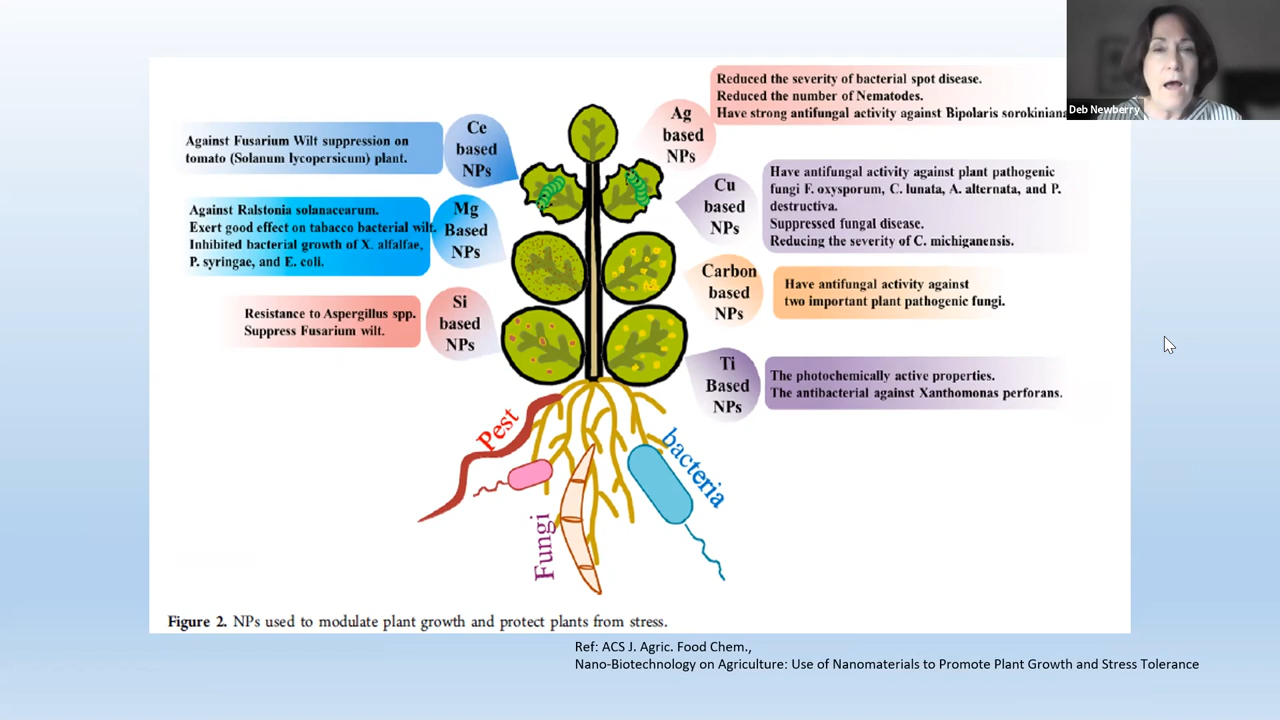 Deb Newberry
Reduced the severity of bacterial spot disease.
Reduced the number of Nematodes.
Have strong antifungal activity against Bipolaris sorokiniana
Ag
based
NPs
Ce
based
NPs
Against Fusarium Wilt suppression on
tomato (Solanum lycopersicum) plant.
Have antifungal activity against plant pathogenic
fungi F. oxysporum, C. lunata, A. alternata, and P.
destructiva.
Suppressed fungal disease.
Reducing the severity of C. michiganensis.
Cu
based
NPs
Mg
Based
NPs
Against Ralstonia solanacearum.
Exert good effect on tabacco bacterial wilt.
Inhibited bacterial growth of X. alfalfae,
P. syringae, and E. coli.
Carbon
based
NPs
Have antifungal activity against
two important plant pathogenic fungi.
Si
based
NPs
Resistance to Aspergillus spp.
Suppress Fusarium wilt.
Ti
Based
NPs
The photochemically active properties.
The antibacterial against Xanthomonas perforans.
Pest
bacteria
Fungi
Figure 2. NPs used to modulate plant growth and protect plants from stress.
Ref: ACS J. Agric. Food Chem.,
Nano-Biotechnology on Agriculture: Use of Nanomaterials to Promote Plant Growth and Stress Tolerance